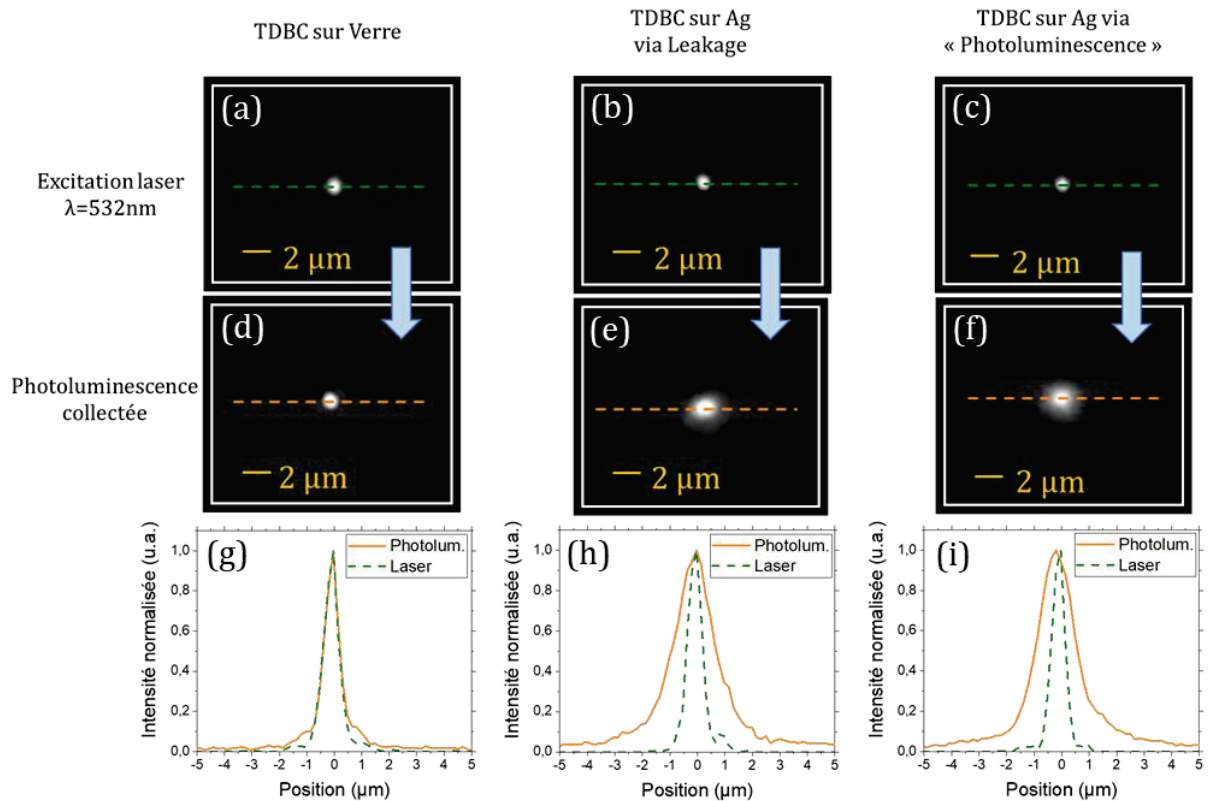 TDBC sur Verre
TDBC sur Ag
via Leakage
TDBC sur Ag via
« Photoluminescence »
Excitation laser
λ=532nm
(a)
2 µm
(b)
2 µm
(c)
2 µm
Photoluminescence
collectée
(d)
2 µm
(e)
2 µm
(f)
2 µm
(g)
Photolum.
Laser
Intensité normalisée (u.a.)
1,0
0,8
0,6
0,4
0,2
0,0
-5 -4 -3 -2 -1 0 1 2 3 4 5
Position (µm)
(h)
Photolum.
Laser
Intensité normalisée (u.a.)
1,0
0,8
0,6
0,4
0,2
0,0
-5 -4 -3 -2 -1 0 1 2 3 4 5
Position (µm)
(i)
Photolum.
Laser
Intensité normalisée (u.a.)
1,0
0,8
0,6
0,4
0,2
0,0
-5 -4 -3 -2 -1 0 1 2 3 4 5
Position (µm)